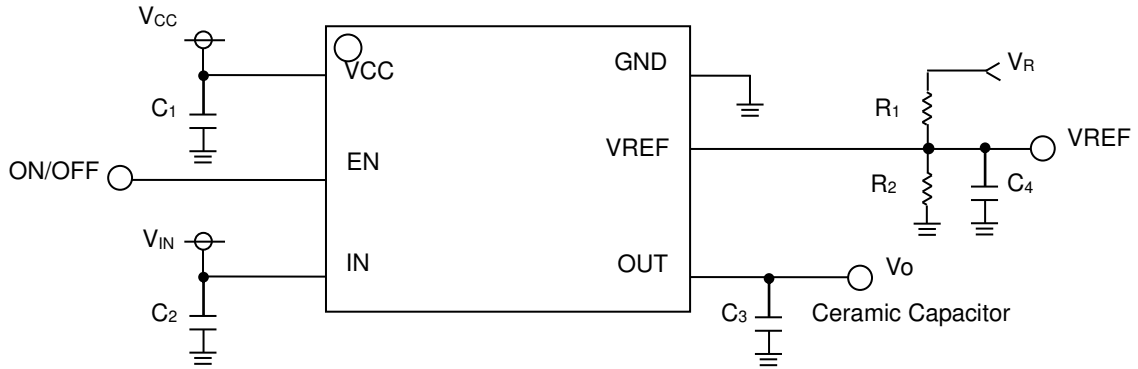 VCC
VCC
GND
VR
C1
R1
VREF
VREF
ON/OFF
EN
R2
C4
VIN
IN
OUT
Vo
C2
C3
Ceramic Capacitor